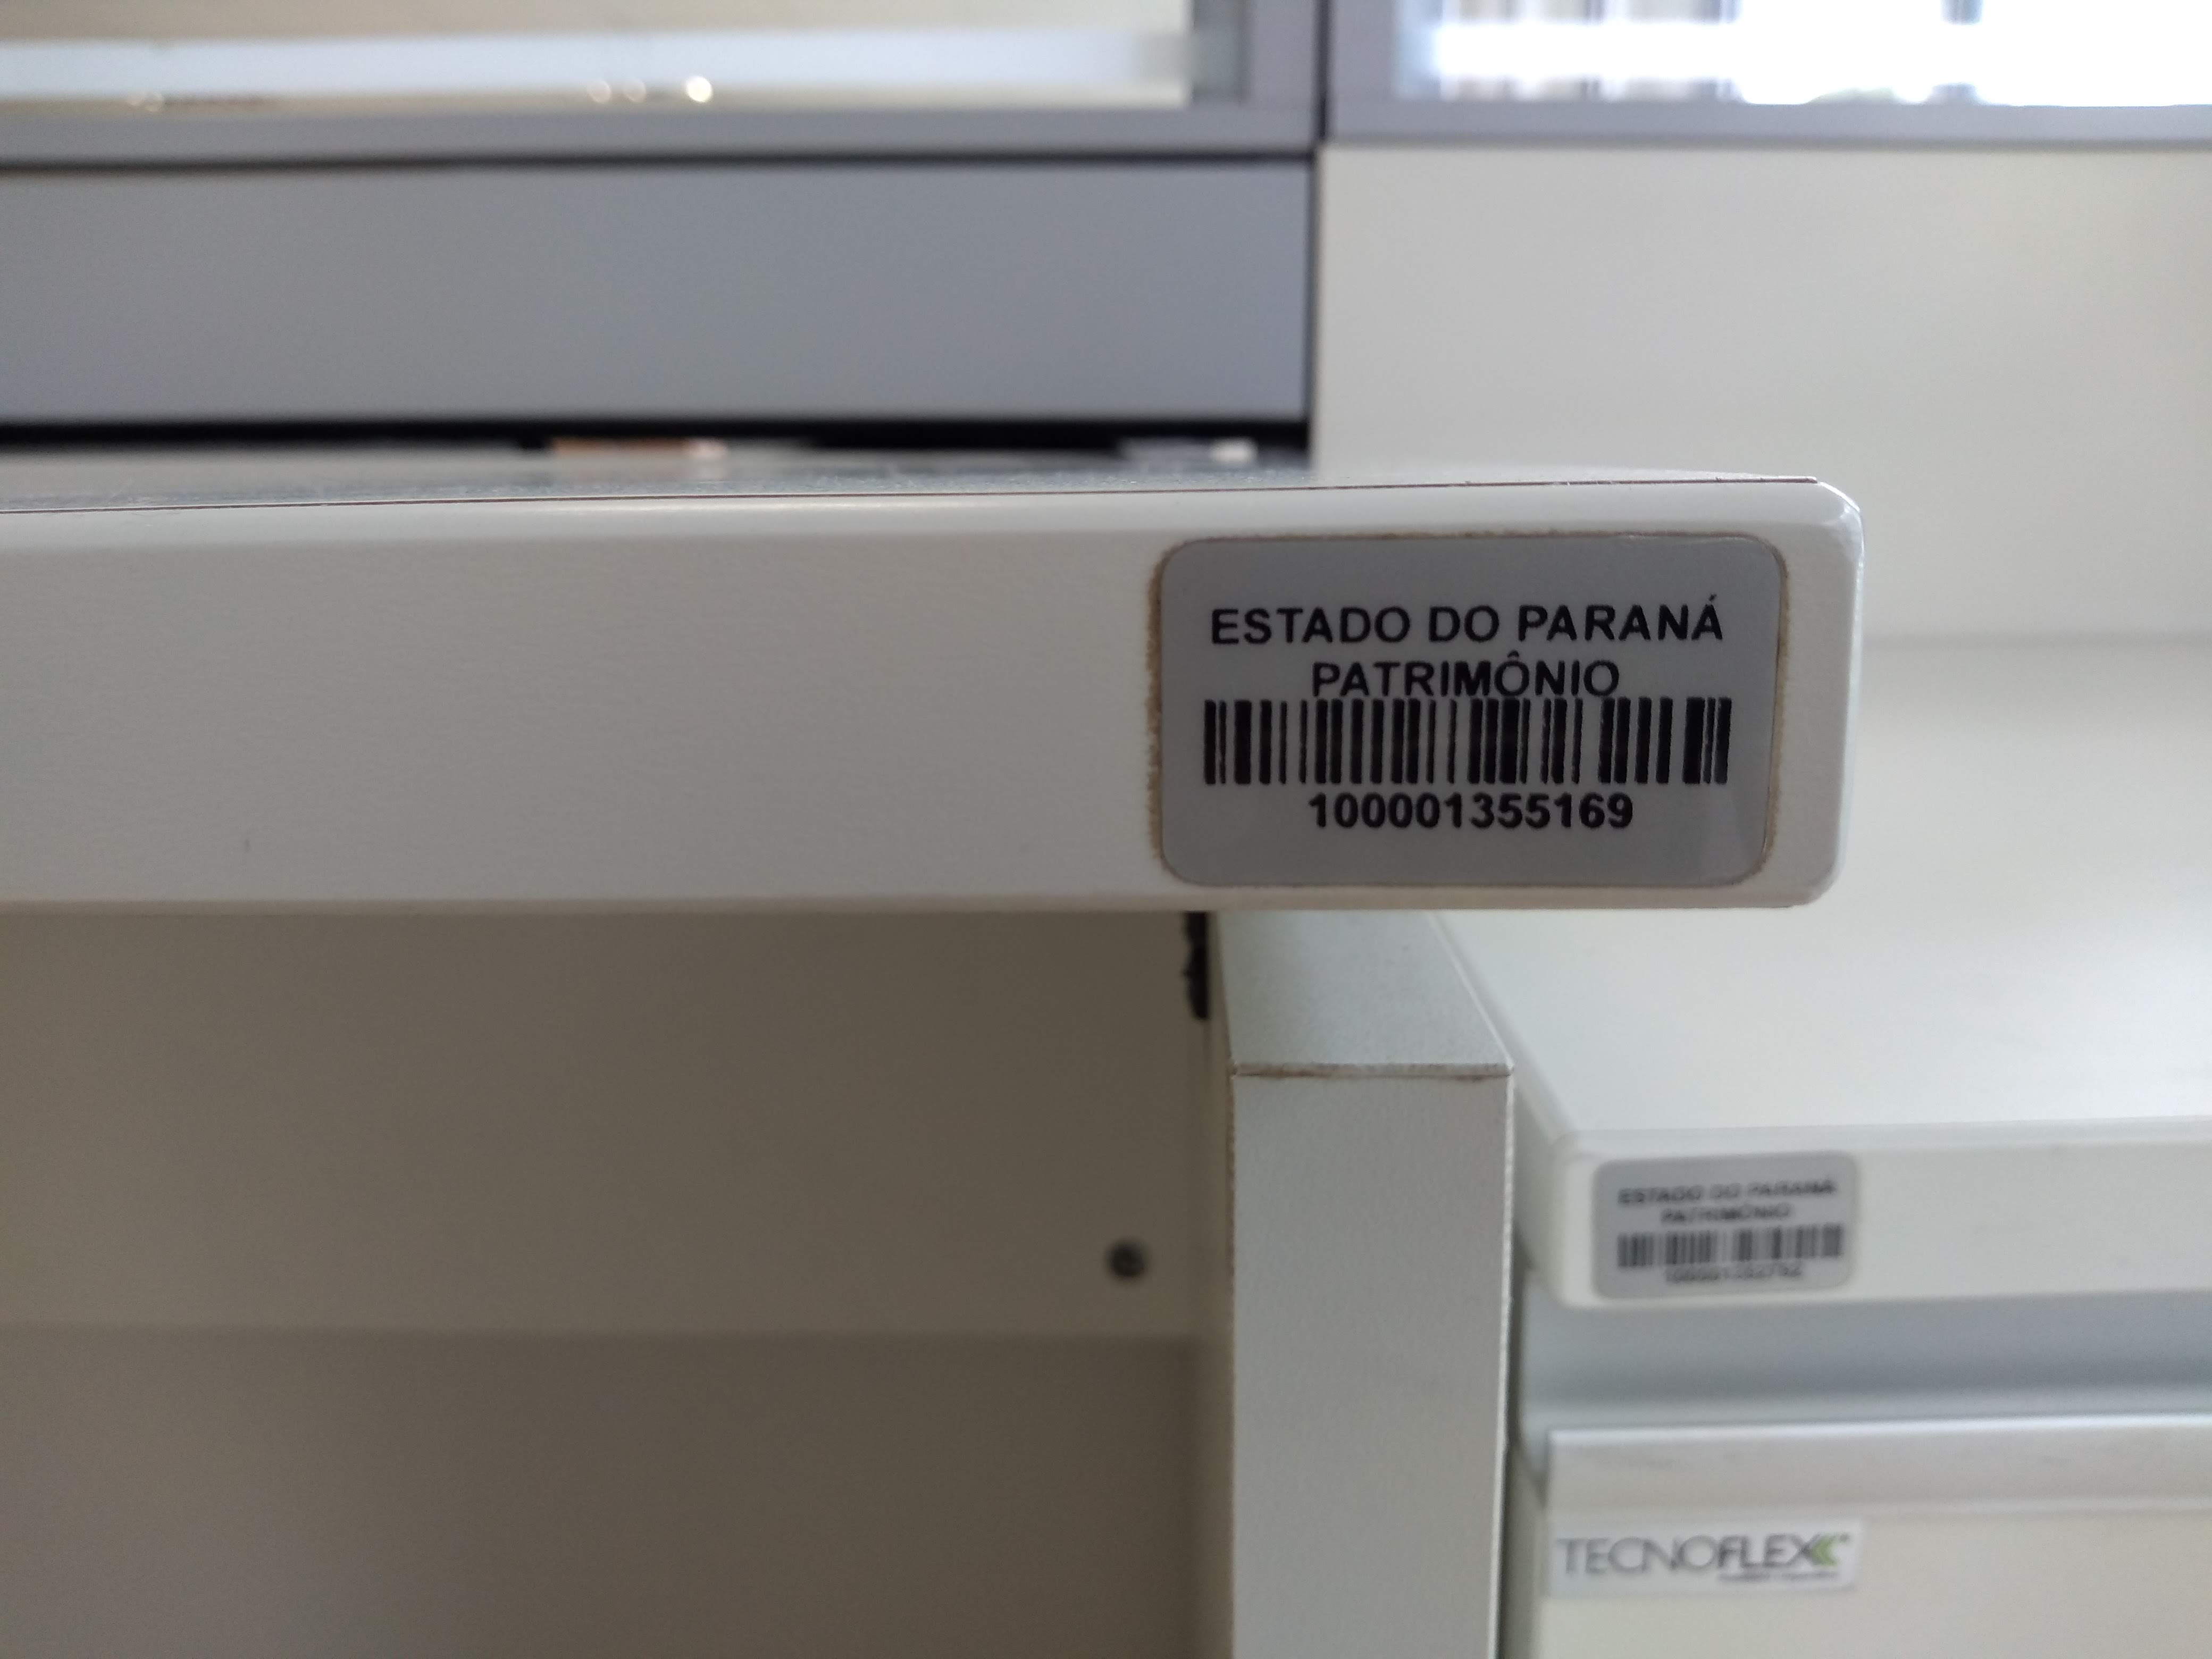 ESTADO DO PARANÁ
PATRIMÔNIO
100001355169
ESTADO DO PARANÁ
PATRIMÔNIO
TECNOFLEX